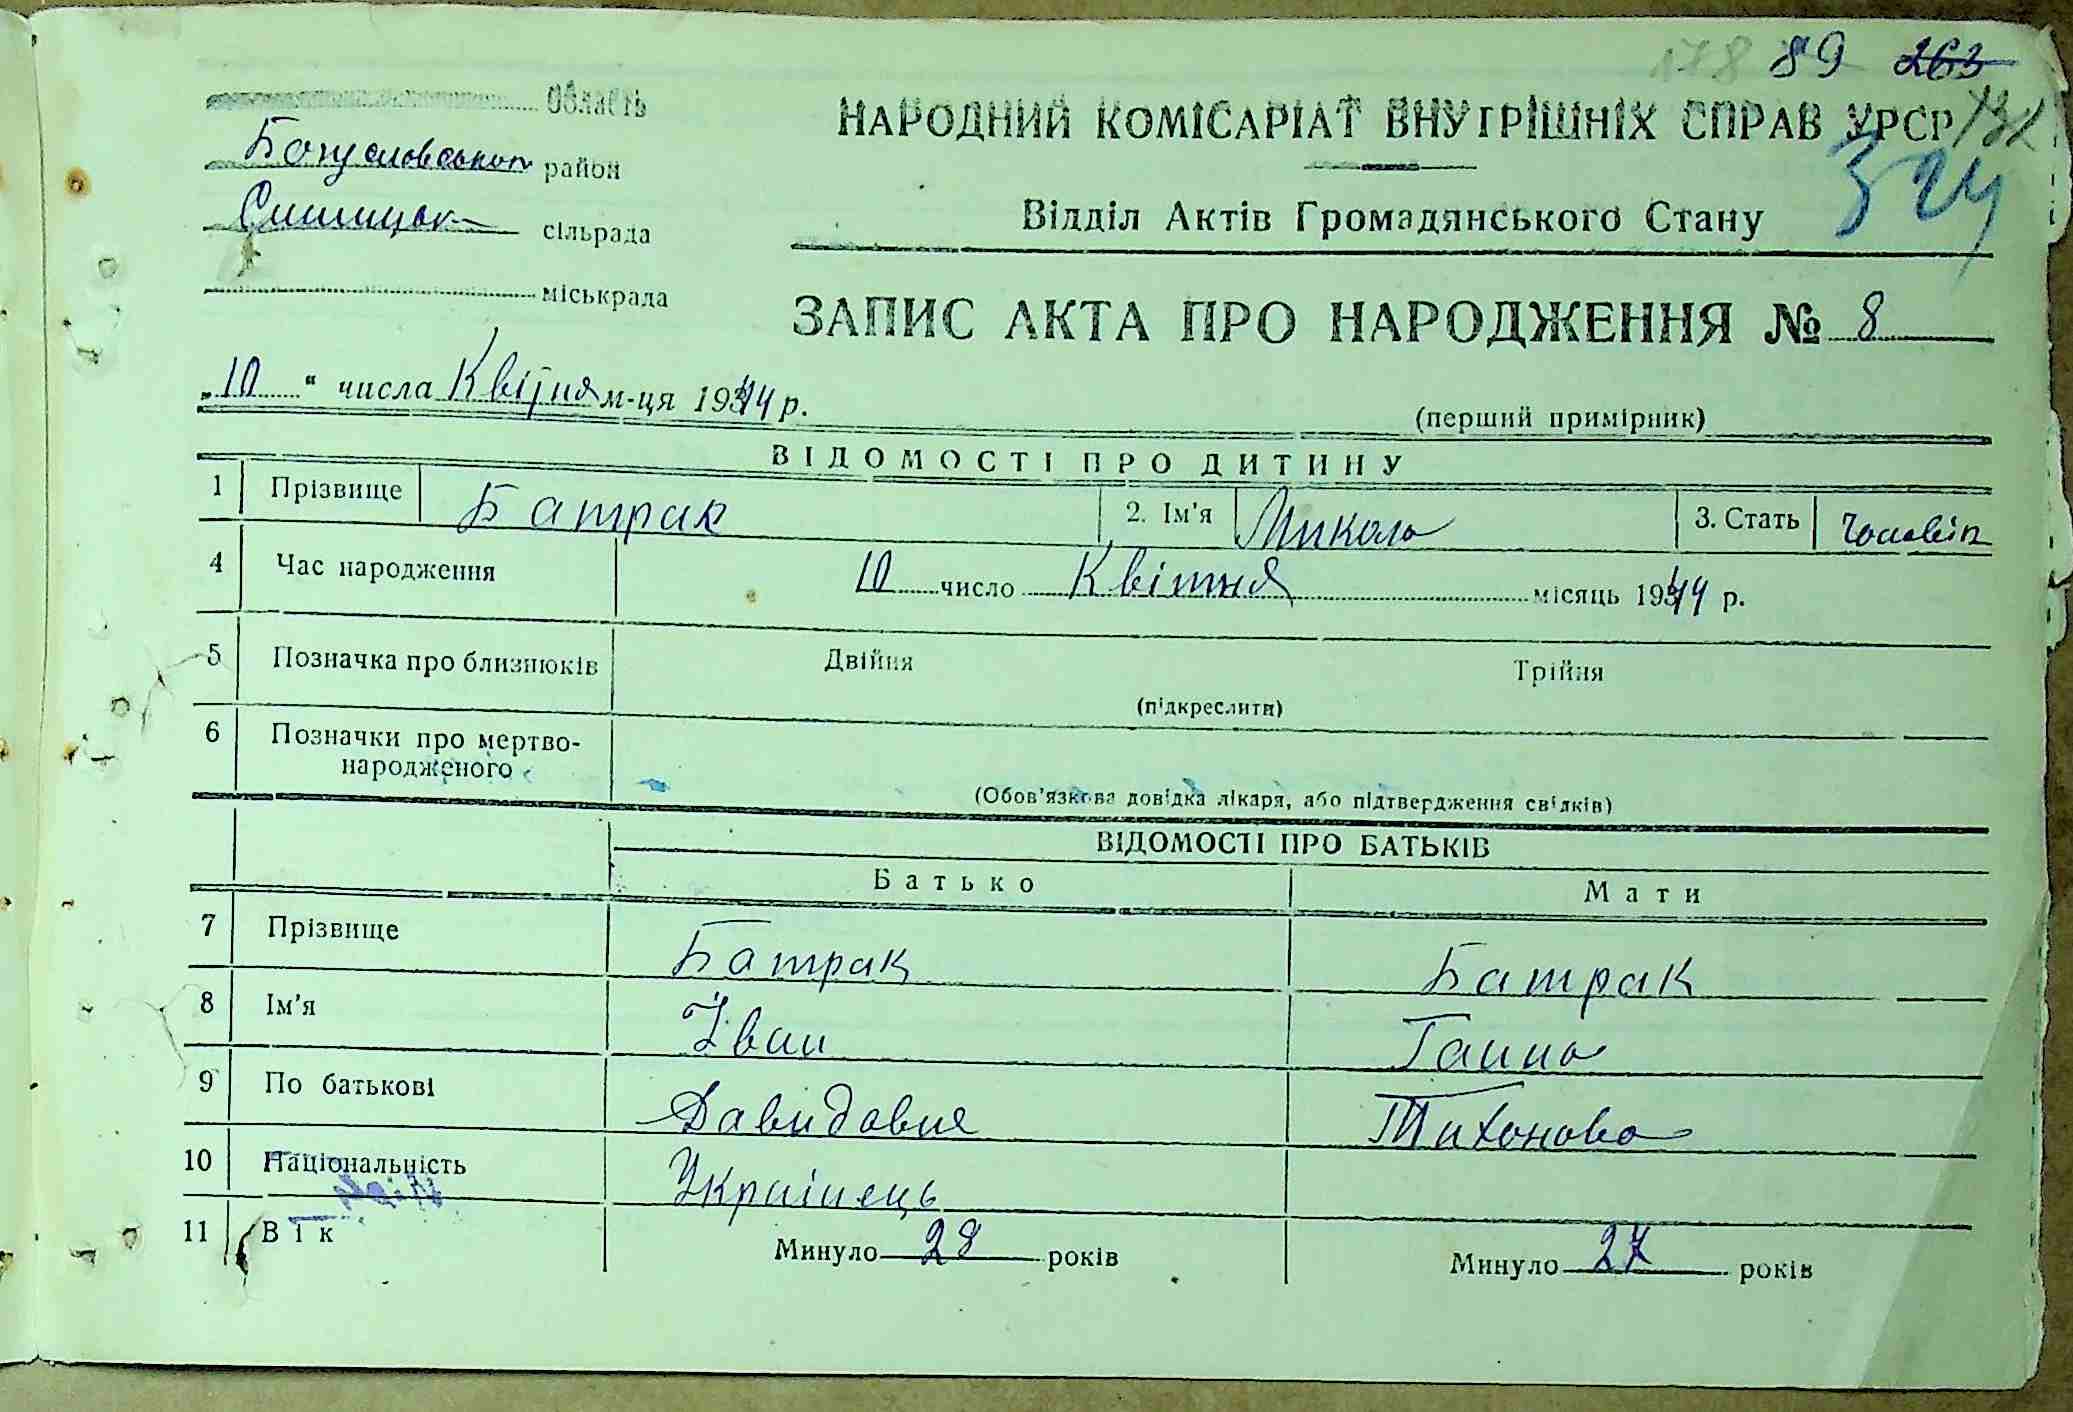 178 89 263
Область
Богуславського район
сільрада
міськрада
НАРОДНИЙ КОМІСАРІАТ ВНУТРІШНІХ СПРАВ УРСР
132
324
Відділ Актів Громадянського Стану
ЗАПИС АКТА ПРО НАРОДЖЕННЯ № 8
„10“ числа Квітня м-ця 1944 р.
(перший примірник)
ВІДОМОСТІ ПРО ДИТИНУ
1 Прізвище Батрак 2. Ім'я Микола 3. Стать Чоловік
4 Час народження 10 число Квітня місяць 1944 р.
5 Позначка про близнюків Двійня Трійня
(підкреслити)
6 Позначки про мертво-
народженого
(Обов'язкова довідка лікаря, або підтвердження свідків)
ВІДОМОСТІ ПРО БАТЬКІВ
Батько Мати
7 Прізвище Батрак Батрак
8 Ім'я Іван Ганна
9 По батькові Давидович Тихонова
10 Національність Українець
11 Вік Минуло 28 років Минуло 27 років